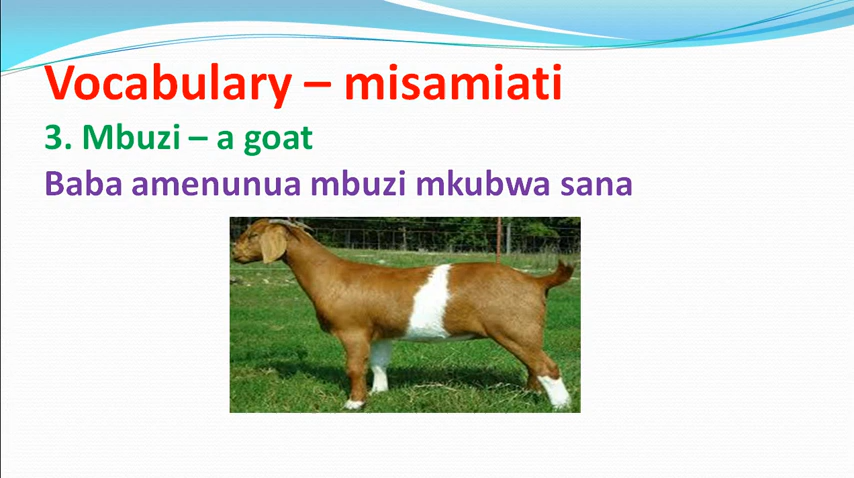 Vocabulary – misamiati
3. Mbuzi – a goat
Baba amenunua mbuzi mkubwa sana